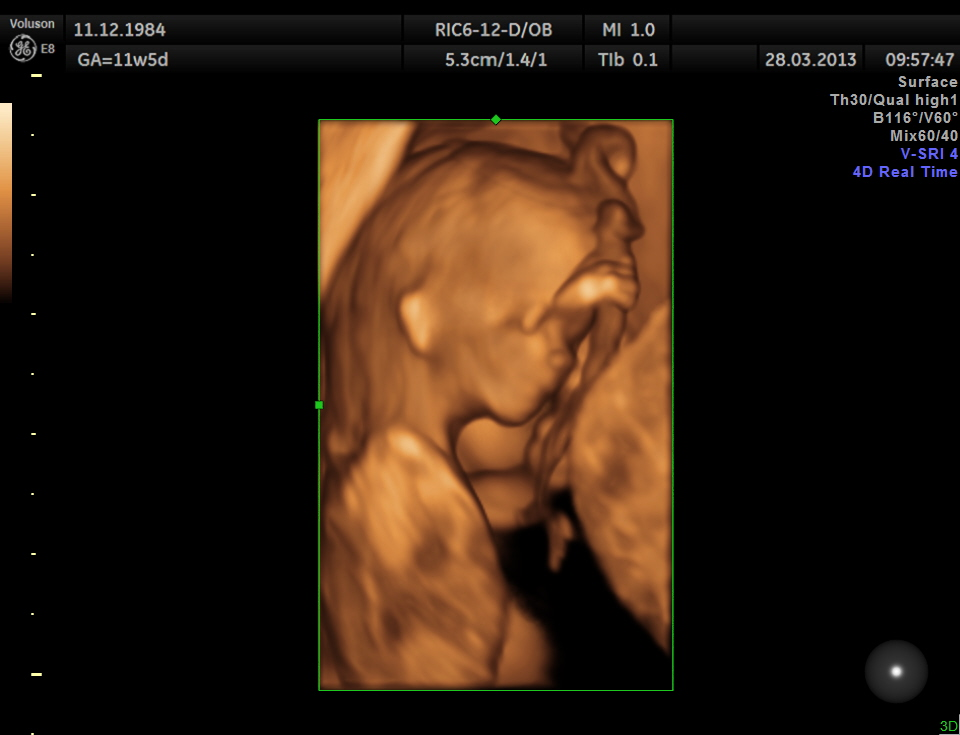 Voluson
E8
11.12.1984 RIC6-12-D/OB MI 1.0
GA=11w5d 5.3cm/1.4/1 TIb 0.1 28.03.2013 09:57:47
Surface
Th30/Qual high1
B116°/V60°
Mix60/40
V-SRI 4
4D Real Time
3D